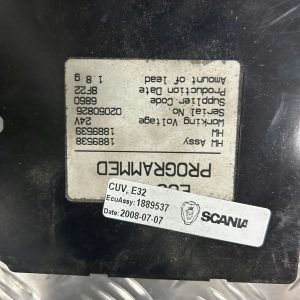 PROGRAMMED
HW Assy 1889538
HW 1889539
Working Voltage 24V
Serial No 02050826
Supplier Code 6860
Production Date 8F22
Amount of lead 1.8 g
CUV, E32
EcuAssy: 1889537
Date: 2008-07-07
SCANIA